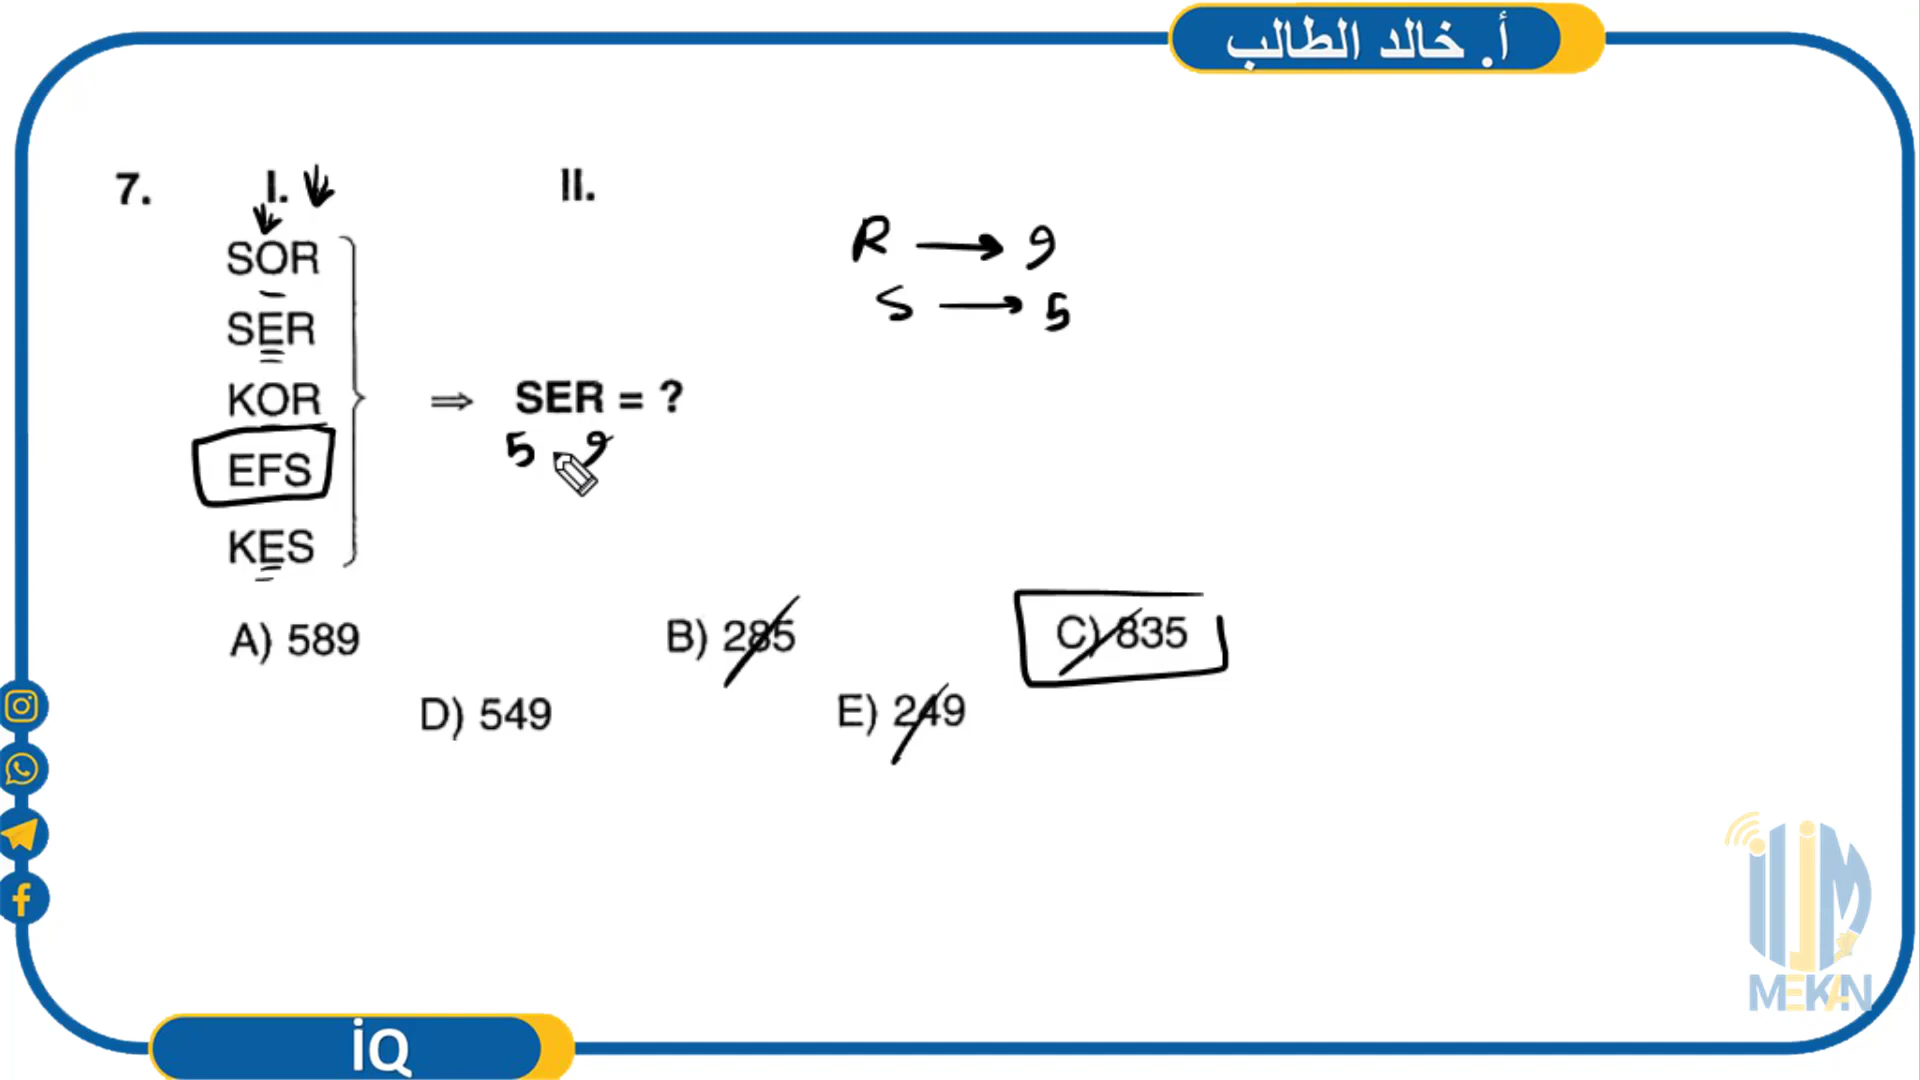 أ. خالد الطالب
7. I. II.
SOR
SER
KOR
EFS
KES
⇒ SER = ?
5 9
R → 9
S → 5
A) 589 B) 285 C) 835
D) 549 E) 249
MEKAN
İQ